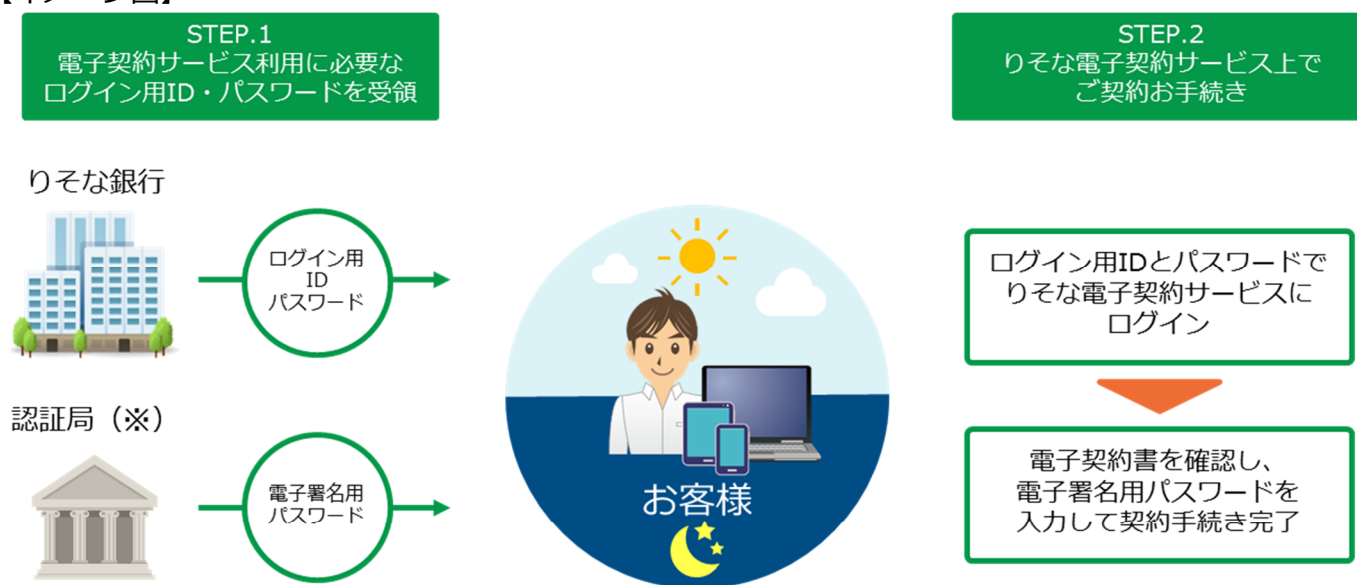 STEP.1
電子契約サービス利用に必要な
ログイン用ID・パスワードを受領
STEP.2
りそな電子契約サービス上で
ご契約お手続き
りそな銀行
ログイン用
ID
パスワード
認証局（※）
電子署名用
パスワード
お客様
ログイン用IDとパスワードで
りそな電子契約サービスに
ログイン
電子契約書を確認し、
電子署名用パスワードを
入力して契約手続き完了